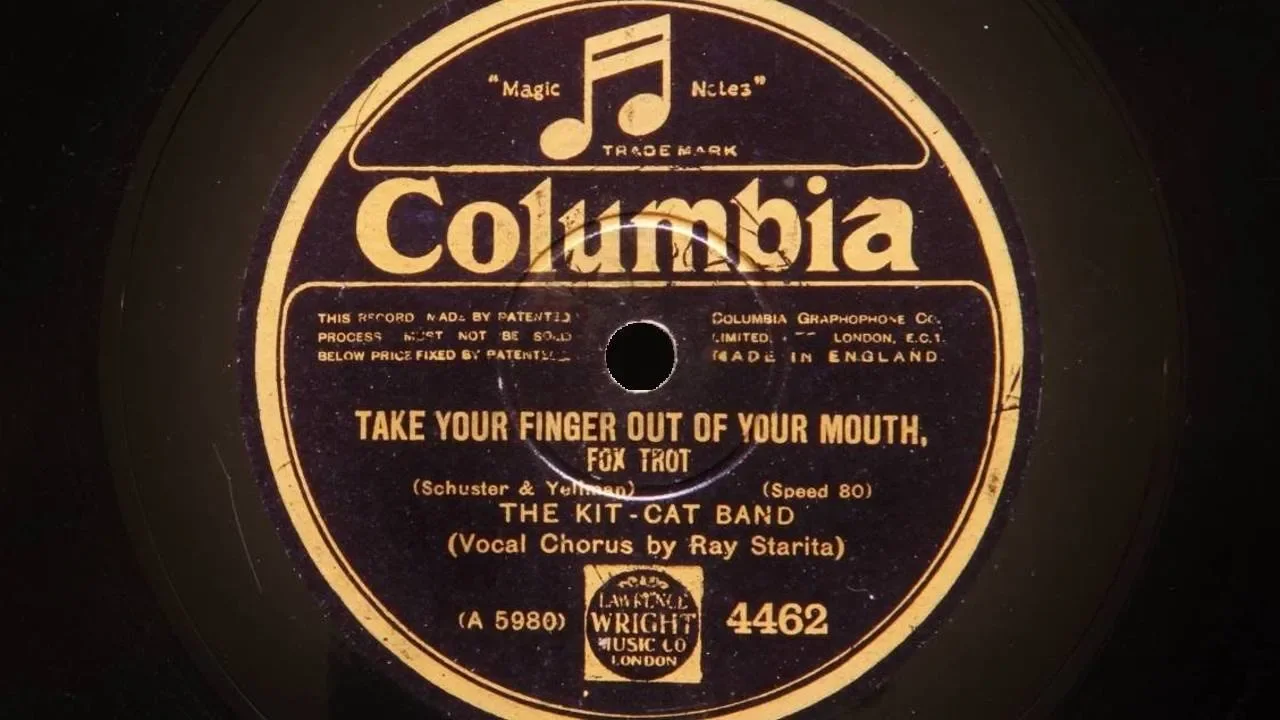 "Magic Notes"
TRADE MARK
Columbia
THIS RECORD MADE BY PATENTED
PROCESS MUST NOT BE SOLD
BELOW PRICE FIXED BY PATENTEES.
COLUMBIA GRAPHOPHONE CO.
LIMITED, LONDON, E.C.1.
MADE IN ENGLAND.
TAKE YOUR FINGER OUT OF YOUR MOUTH,
FOX TROT
(Schuster & Yellman) (Speed 80)
THE KIT-CAT BAND
(Vocal Chorus by Ray Starita)
(A 5980)
LAWRENCE
WRIGHT
MUSIC CO
LONDON
4462